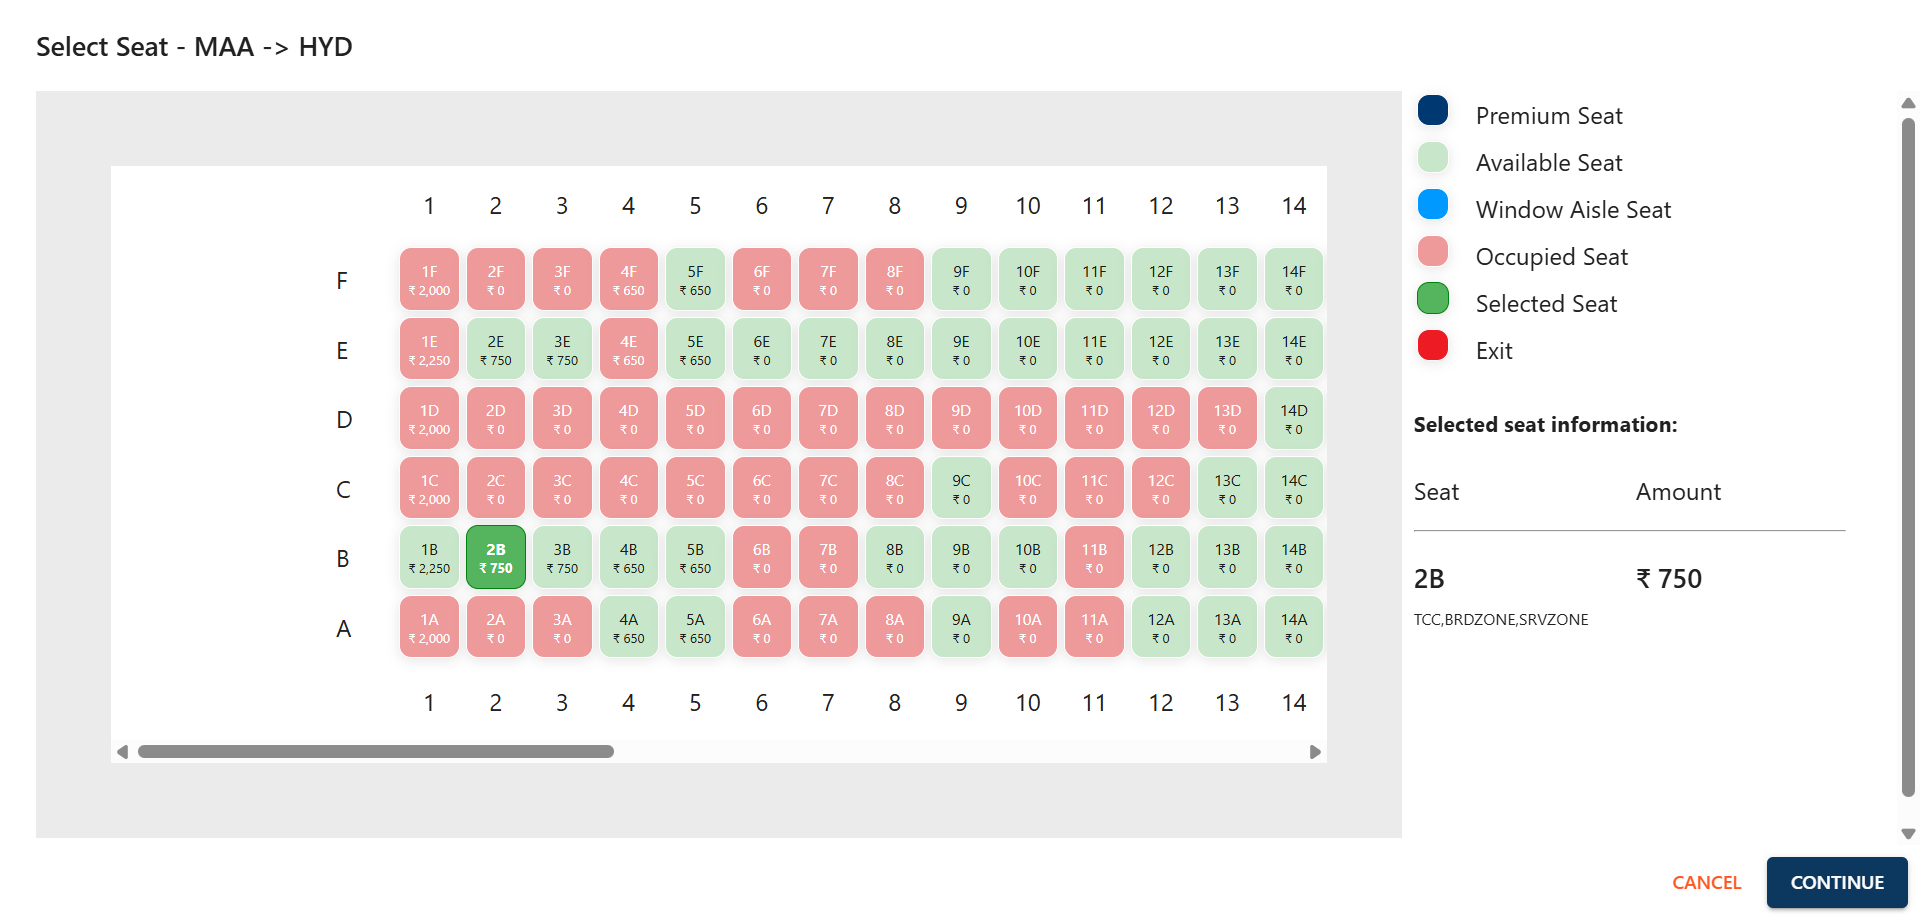 Select Seat - MAA -> HYD
1 2 3 4 5 6 7 8 9 10 11 12 13 14
F
1F 2F 3F 4F 5F 6F 7F 8F 9F 10F 11F 12F 13F 14F
₹ 2,000 ₹ 0 ₹ 0 ₹ 650 ₹ 650 ₹ 0 ₹ 0 ₹ 0 ₹ 0 ₹ 0 ₹ 0 ₹ 0 ₹ 0 ₹ 0
E
1E 2E 3E 4E 5E 6E 7E 8E 9E 10E 11E 12E 13E 14E
₹ 2,250 ₹ 750 ₹ 750 ₹ 650 ₹ 650 ₹ 0 ₹ 0 ₹ 0 ₹ 0 ₹ 0 ₹ 0 ₹ 0 ₹ 0 ₹ 0
D
1D 2D 3D 4D 5D 6D 7D 8D 9D 10D 11D 12D 13D 14D
₹ 2,000 ₹ 0 ₹ 0 ₹ 0 ₹ 0 ₹ 0 ₹ 0 ₹ 0 ₹ 0 ₹ 0 ₹ 0 ₹ 0 ₹ 0 ₹ 0
C
1C 2C 3C 4C 5C 6C 7C 8C 9C 10C 11C 12C 13C 14C
₹ 2,000 ₹ 0 ₹ 0 ₹ 0 ₹ 0 ₹ 0 ₹ 0 ₹ 0 ₹ 0 ₹ 0 ₹ 0 ₹ 0 ₹ 0 ₹ 0
B
1B 2B 3B 4B 5B 6B 7B 8B 9B 10B 11B 12B 13B 14B
₹ 2,250 ₹ 750 ₹ 750 ₹ 650 ₹ 650 ₹ 0 ₹ 0 ₹ 0 ₹ 0 ₹ 0 ₹ 0 ₹ 0 ₹ 0 ₹ 0
A
1A 2A 3A 4A 5A 6A 7A 8A 9A 10A 11A 12A 13A 14A
₹ 2,000 ₹ 0 ₹ 0 ₹ 650 ₹ 650 ₹ 0 ₹ 0 ₹ 0 ₹ 0 ₹ 0 ₹ 0 ₹ 0 ₹ 0 ₹ 0
1 2 3 4 5 6 7 8 9 10 11 12 13 14
Premium Seat
Available Seat
Window Aisle Seat
Occupied Seat
Selected Seat
Exit
Selected seat information:
Seat Amount
2B ₹ 750
TCC,BRDZONE,SRVZONE
CANCEL CONTINUE